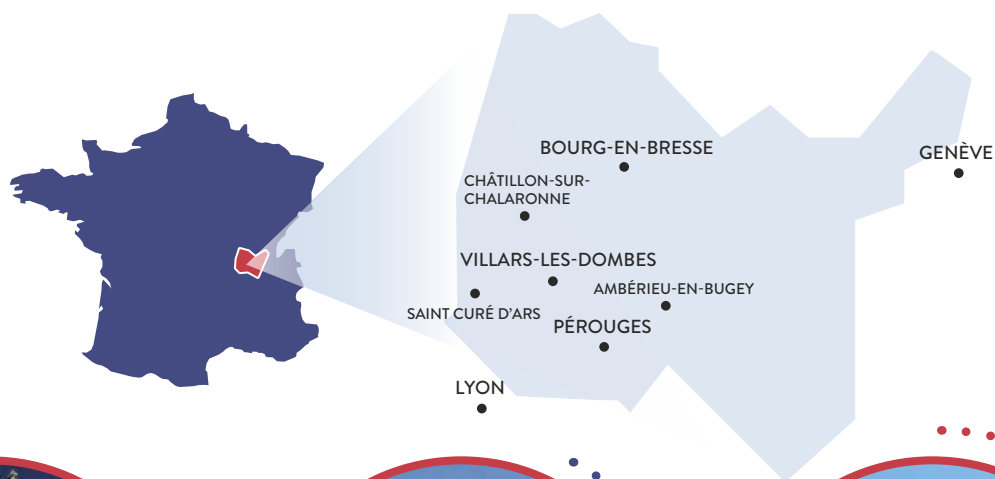 BOURG-EN-BRESSE
GENÈVE
CHÂTILLON-SUR-
CHALARONNE
VILLARS-LES-DOMBES
AMBÉRIEU-EN-BUGEY
SAINT CURÉ D'ARS
PÉROUGES
LYON